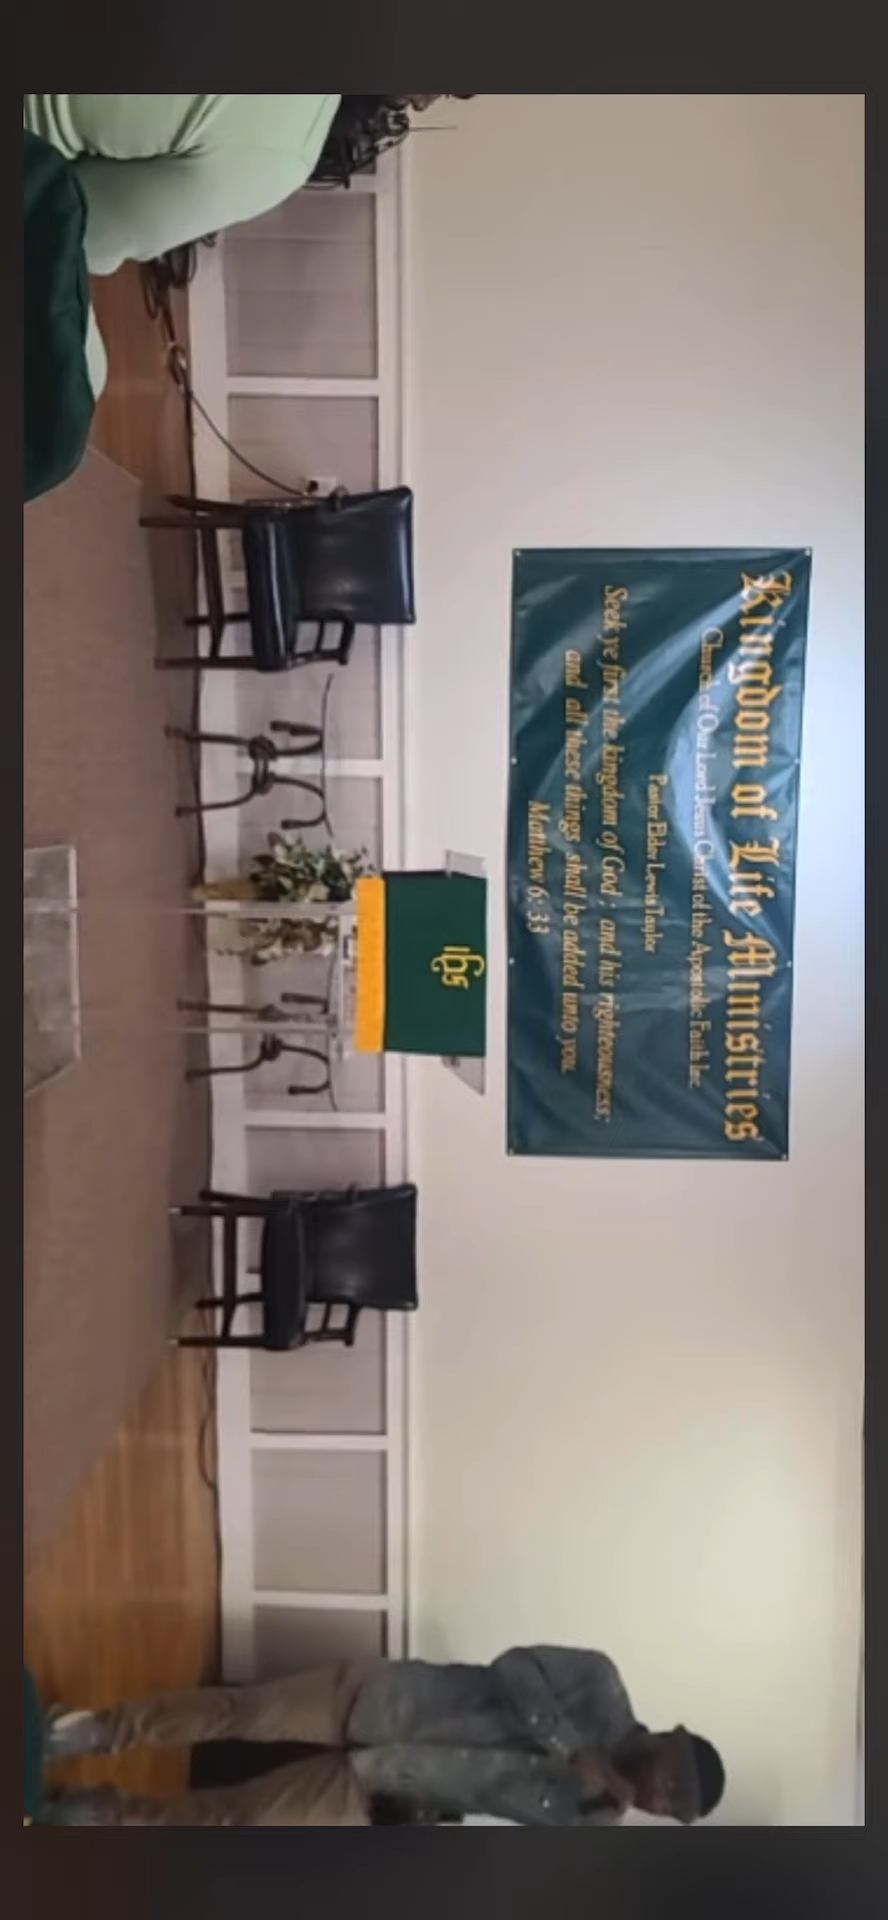 Kingdom of Life Ministries
Church of Our Lord Jesus Christ of the Apostolic Faith Inc.
Pastor Elder Lewis Taylor
Seek ye first the kingdom of God ; and his righteousness;
and all these things shall be added unto you.
Matthew 6: 33
IHS